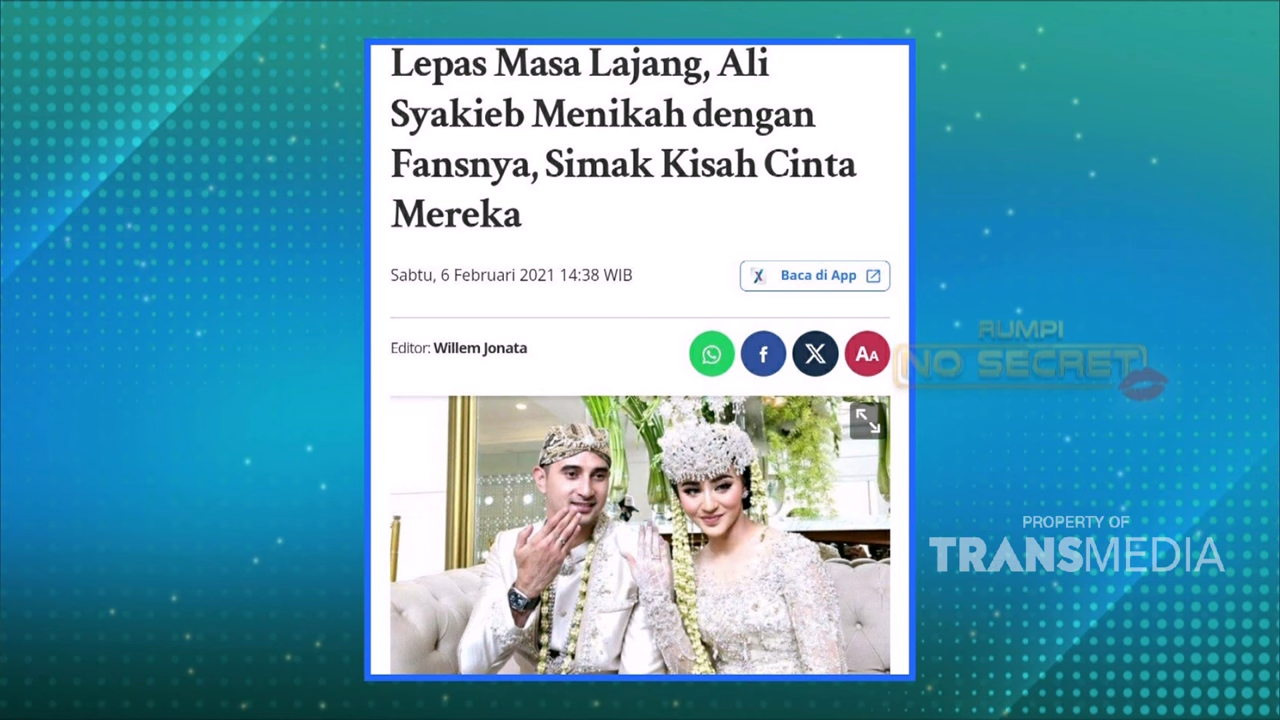 Lepas Masa Lajang, Ali
Syakieb Menikah dengan
Fansnya, Simak Kisah Cinta
Mereka
Sabtu, 6 Februari 2021 14:38 WIB
Baca di App
Editor: Willem Jonata
AA
RUMPI
NO SECRET
PROPERTY OF
TRANSMEDIA